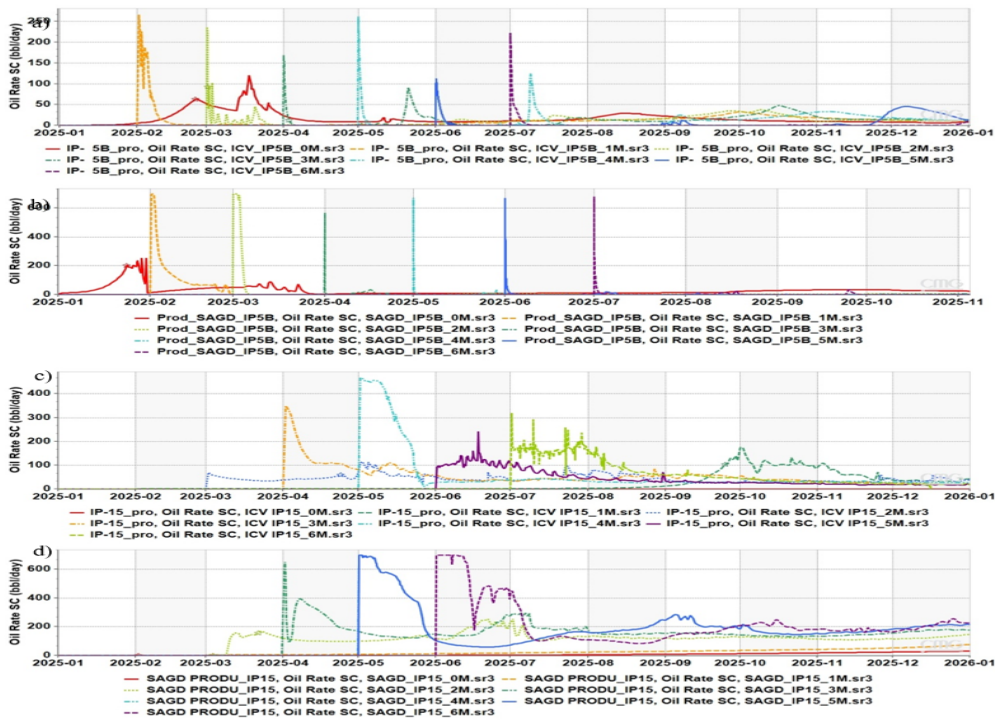 a)
Oil Rate SC (bbl/day)
250
200
150
100
50
0
2025-01 2025-02 2025-03 2025-04 2025-05 2025-06 2025-07 2025-08 2025-09 2025-10 2025-11 2025-12 2026-01
cmg
IP- 5B_pro, Oil Rate SC, ICV_IP5B_0M.sr3 IP- 5B_pro, Oil Rate SC, ICV_IP5B_1M.sr3 IP- 5B_pro, Oil Rate SC, ICV_IP5B_2M.sr3
IP- 5B_pro, Oil Rate SC, ICV_IP5B_3M.sr3 IP- 5B_pro, Oil Rate SC, ICV_IP5B_4M.sr3 IP- 5B_pro, Oil Rate SC, ICV_IP5B_5M.sr3
IP- 5B_pro, Oil Rate SC, ICV_IP5B_6M.sr3
b)
Oil Rate SC (bbl/day)
600
400
200
0
2025-01 2025-02 2025-03 2025-04 2025-05 2025-06 2025-07 2025-08 2025-09 2025-10 2025-11
cmg
Prod_SAGD_IP5B, Oil Rate SC, SAGD_IP5B_0M.sr3 Prod_SAGD_IP5B, Oil Rate SC, SAGD_IP5B_1M.sr3
Prod_SAGD_IP5B, Oil Rate SC, SAGD_IP5B_2M.sr3 Prod_SAGD_IP5B, Oil Rate SC, SAGD_IP5B_3M.sr3
Prod_SAGD_IP5B, Oil Rate SC, SAGD_IP5B_4M.sr3 Prod_SAGD_IP5B, Oil Rate SC, SAGD_IP5B_5M.sr3
Prod_SAGD_IP5B, Oil Rate SC, SAGD_IP5B_6M.sr3
c)
Oil Rate SC (bbl/day)
400
300
200
100
0
2025-01 2025-02 2025-03 2025-04 2025-05 2025-06 2025-07 2025-08 2025-09 2025-10 2025-11 2025-12 2026-01
IP-15_pro, Oil Rate SC, ICV IP15_0M.sr3 IP-15_pro, Oil Rate SC, ICV IP15_1M.sr3 IP-15_pro, Oil Rate SC, ICV IP15_2M.sr3
IP-15_pro, Oil Rate SC, ICV IP15_3M.sr3 IP-15_pro, Oil Rate SC, ICV IP15_4M.sr3 IP-15_pro, Oil Rate SC, ICV IP15_5M.sr3
IP-15_pro, Oil Rate SC, ICV IP15_6M.sr3
d)
Oil Rate SC (bbl/day)
600
400
200
0
2025-01 2025-02 2025-03 2025-04 2025-05 2025-06 2025-07 2025-08 2025-09 2025-10 2025-11 2025-12 2026-01
SAGD PRODU_IP15, Oil Rate SC, SAGD_IP15_0M.sr3 SAGD PRODU_IP15, Oil Rate SC, SAGD_IP15_1M.sr3
SAGD PRODU_IP15, Oil Rate SC, SAGD_IP15_2M.sr3 SAGD PRODU_IP15, Oil Rate SC, SAGD_IP15_3M.sr3
SAGD PRODU_IP15, Oil Rate SC, SAGD_IP15_4M.sr3 SAGD PRODU_IP15, Oil Rate SC, SAGD_IP15_5M.sr3
SAGD PRODU_IP15, Oil Rate SC, SAGD_IP15_6M.sr3